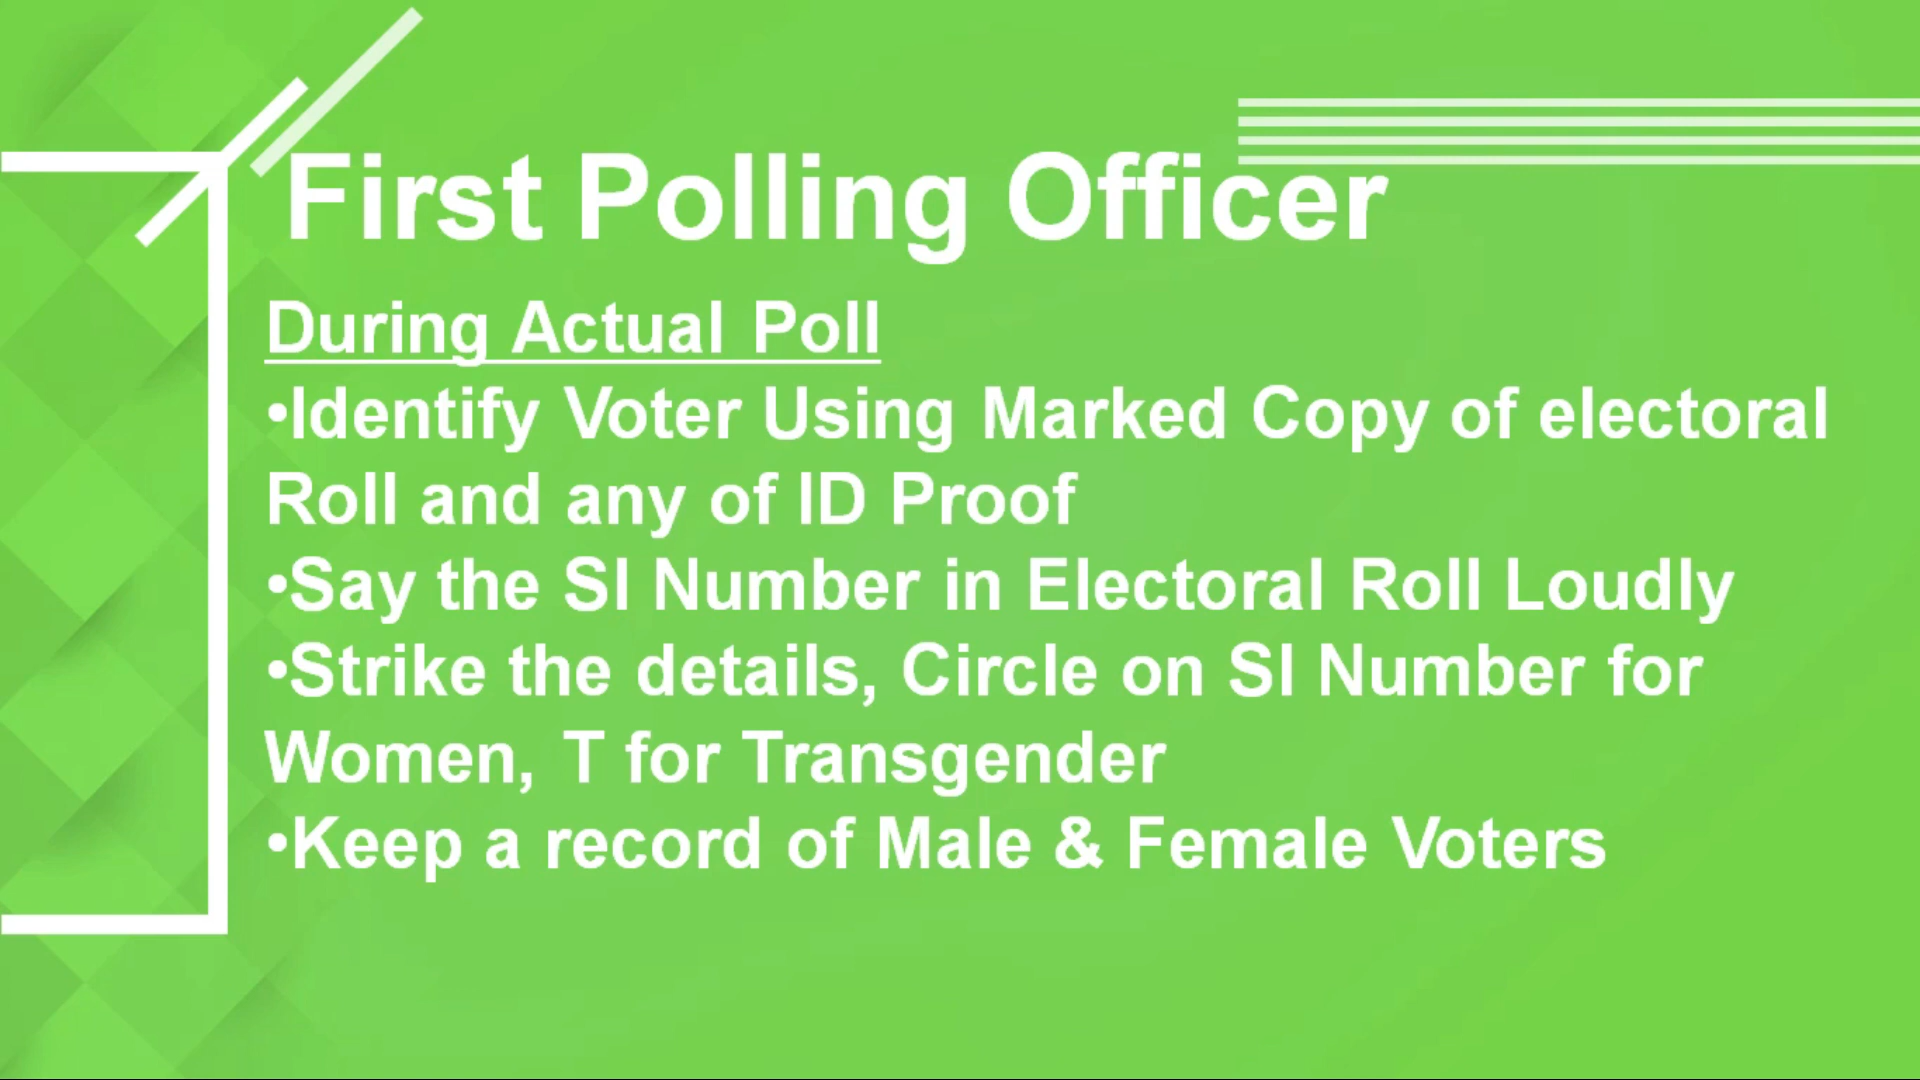 First Polling Officer
During Actual Poll
•Identify Voter Using Marked Copy of electoral
Roll and any of ID Proof
•Say the Sl Number in Electoral Roll Loudly
•Strike the details, Circle on Sl Number for
Women, T for Transgender
•Keep a record of Male & Female Voters